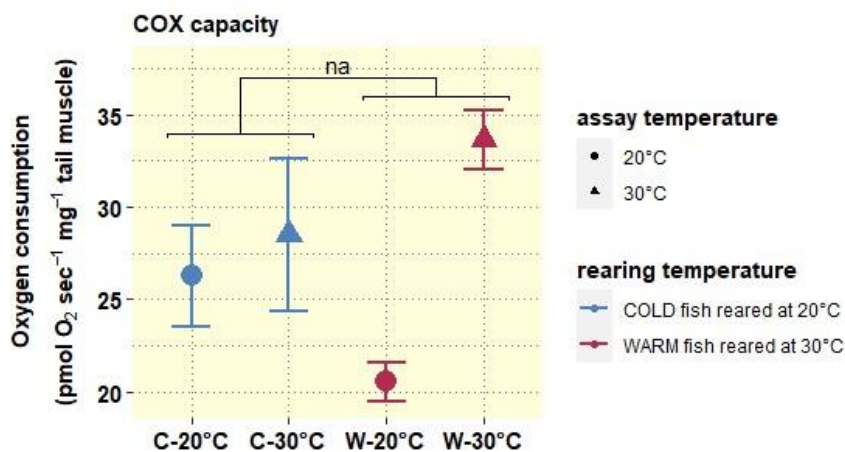 COX capacity
Oxygen consumption
(pmol O₂ sec⁻¹ mg⁻¹ tail muscle)
35
30
25
20
na
C-20°C C-30°C W-20°C W-30°C
assay temperature
20°C
30°C
rearing temperature
COLD fish reared at 20°C
WARM fish reared at 30°C